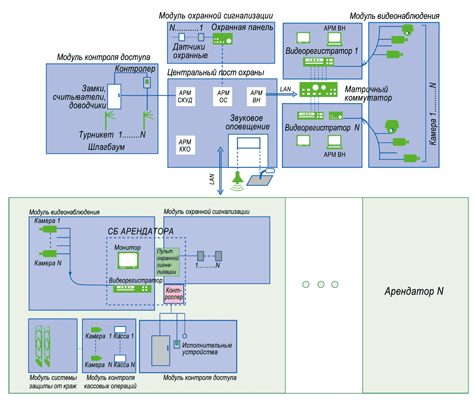 Модуль охранной сигнализации
N...........1
Охранная панель
Датчики
охранные
Модуль видеонаблюдения
АРМ ВН
Видеорегистратор 1
Матричный
коммутатор
Видеорегистратор N
АРМ ВН
Камера 1..................N
Модуль контроля доступа
Контролер
Замки,
считыватели,
доводчики
Турникет 1........N
Шлагбаум
Центральный пост охраны
АРМ
СКУД
АРМ
ОС
АРМ
ВН
LAN
АРМ
ККО
Звуковое
оповещение
LAN
Модуль видеонаблюдения
Камера 1
Камера N
СБ АРЕНДАТОРА
Монитор
Видеорегистратор
Модуль охранной сигнализации
Пульт
охранной
сигна-
лизации
1........N
Конт-
роллер
Исполнительные
устройства
Модуль контроля доступа
Камера 1
Касса 1
Камера N
Касса N
Модуль системы
защиты от краж
Модуль контроля
кассовых операций
Арендатор N